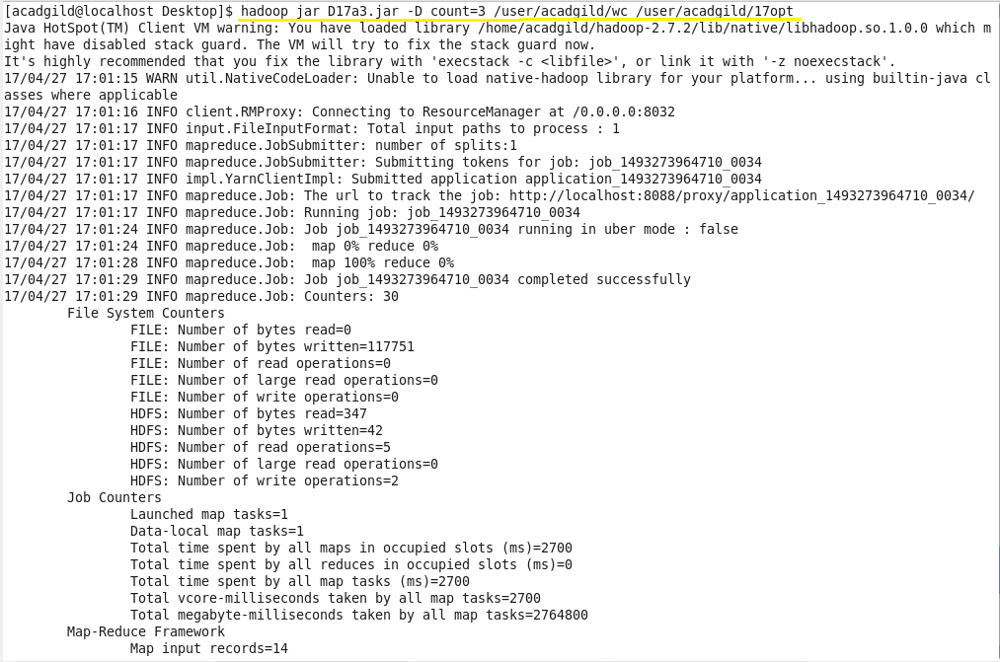 [acadgild@localhost Desktop]$ hadoop jar D17a3.jar -D count=3 /user/acadgild/wc /user/acadgild/17opt
Java HotSpot(TM) Client VM warning: You have loaded library /home/acadgild/hadoop-2.7.2/lib/native/libhadoop.so.1.0.0 which m
ight have disabled stack guard. The VM will try to fix the stack guard now.
It's highly recommended that you fix the library with 'execstack -c <libfile>', or link it with '-z noexecstack'.
17/04/27 17:01:15 WARN util.NativeCodeLoader: Unable to load native-hadoop library for your platform... using builtin-java cl
asses where applicable
17/04/27 17:01:16 INFO client.RMProxy: Connecting to ResourceManager at /0.0.0.0:8032
17/04/27 17:01:17 INFO input.FileInputFormat: Total input paths to process : 1
17/04/27 17:01:17 INFO mapreduce.JobSubmitter: number of splits:1
17/04/27 17:01:17 INFO mapreduce.JobSubmitter: Submitting tokens for job: job_1493273964710_0034
17/04/27 17:01:17 INFO impl.YarnClientImpl: Submitted application application_1493273964710_0034
17/04/27 17:01:17 INFO mapreduce.Job: The url to track the job: http://localhost:8088/proxy/application_1493273964710_0034/
17/04/27 17:01:17 INFO mapreduce.Job: Running job: job_1493273964710_0034
17/04/27 17:01:24 INFO mapreduce.Job: Job job_1493273964710_0034 running in uber mode : false
17/04/27 17:01:24 INFO mapreduce.Job:  map 0% reduce 0%
17/04/27 17:01:28 INFO mapreduce.Job:  map 100% reduce 0%
17/04/27 17:01:29 INFO mapreduce.Job: Job job_1493273964710_0034 completed successfully
17/04/27 17:01:29 INFO mapreduce.Job: Counters: 30
File System Counters
FILE: Number of bytes read=0
FILE: Number of bytes written=117751
FILE: Number of read operations=0
FILE: Number of large read operations=0
FILE: Number of write operations=0
HDFS: Number of bytes read=347
HDFS: Number of bytes written=42
HDFS: Number of read operations=5
HDFS: Number of large read operations=0
HDFS: Number of write operations=2
Job Counters
Launched map tasks=1
Data-local map tasks=1
Total time spent by all maps in occupied slots (ms)=2700
Total time spent by all reduces in occupied slots (ms)=0
Total time spent by all map tasks (ms)=2700
Total vcore-milliseconds taken by all map tasks=2700
Total megabyte-milliseconds taken by all map tasks=2764800
Map-Reduce Framework
Map input records=14